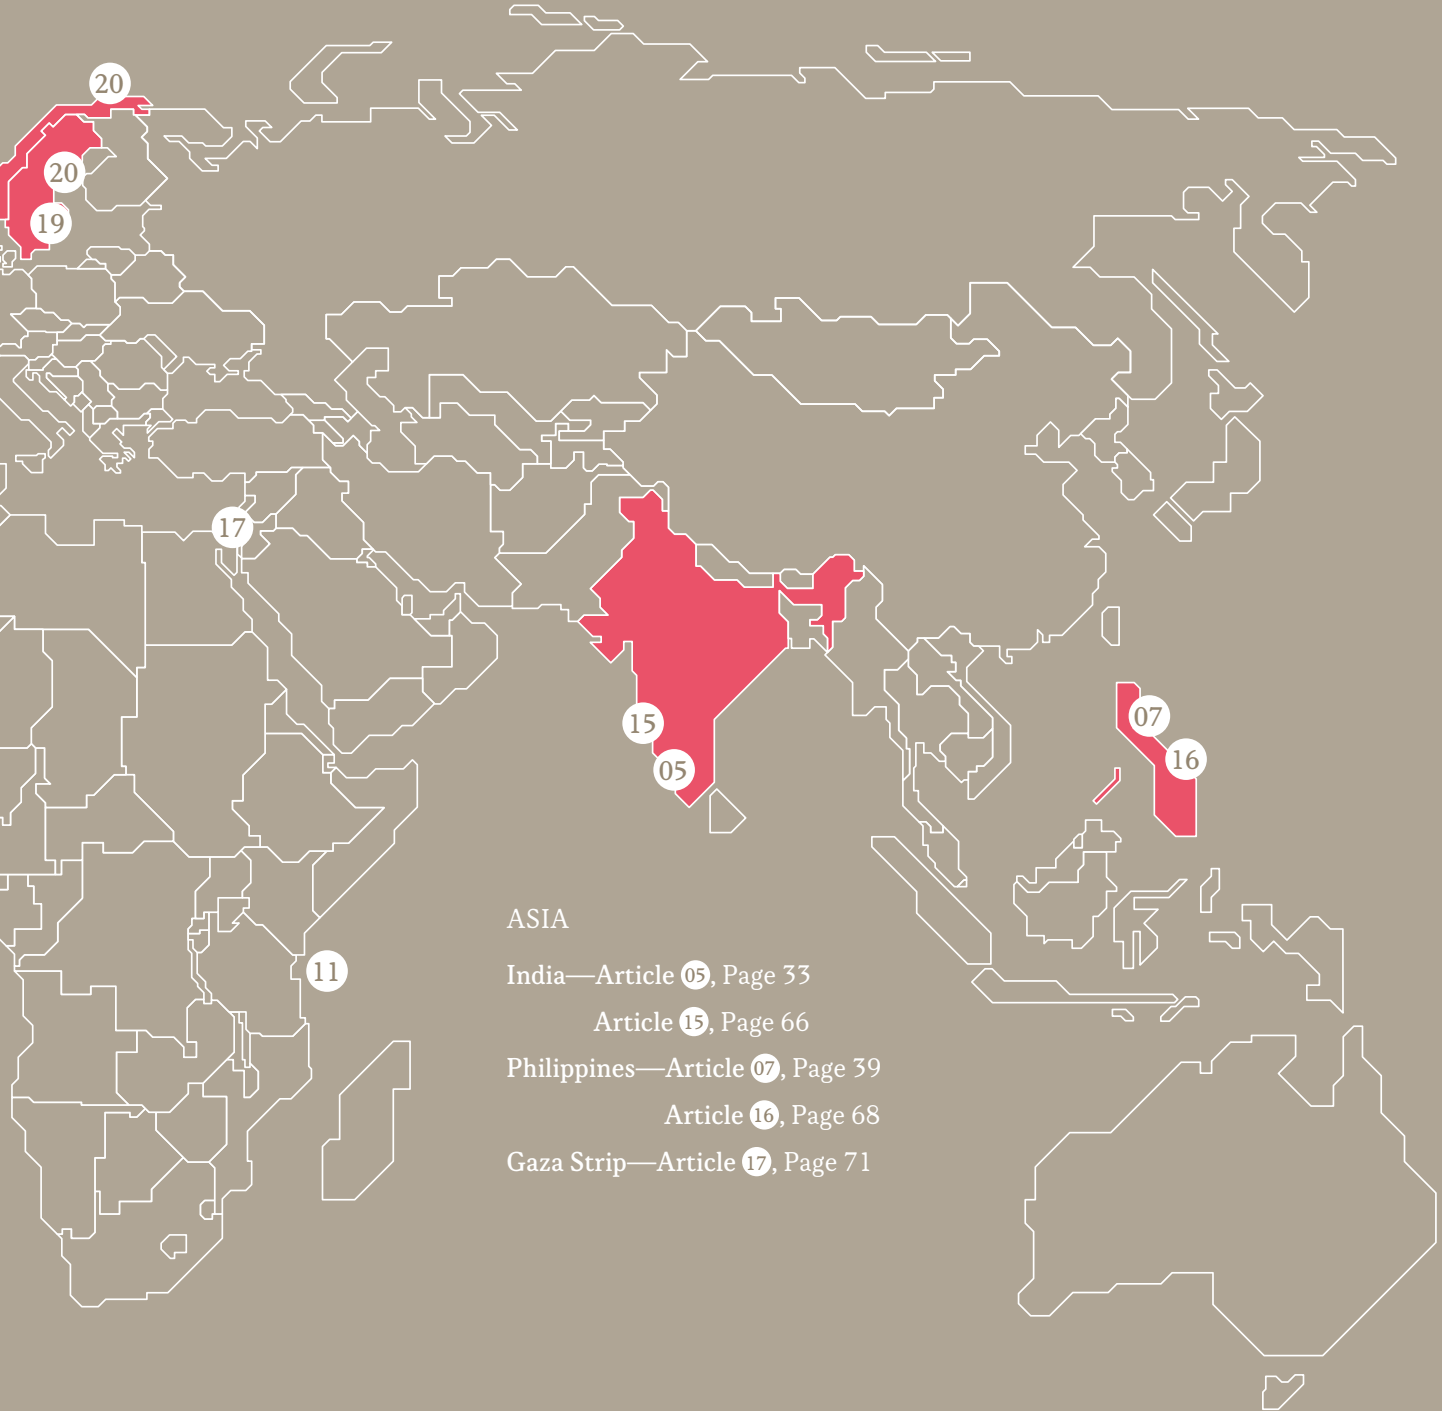 20
20
19
17
07
15
16
05
ASIA
11
India—Article 05, Page 33
Article 15, Page 66
Philippines—Article 07, Page 39
Article 16, Page 68
Gaza Strip—Article 17, Page 71